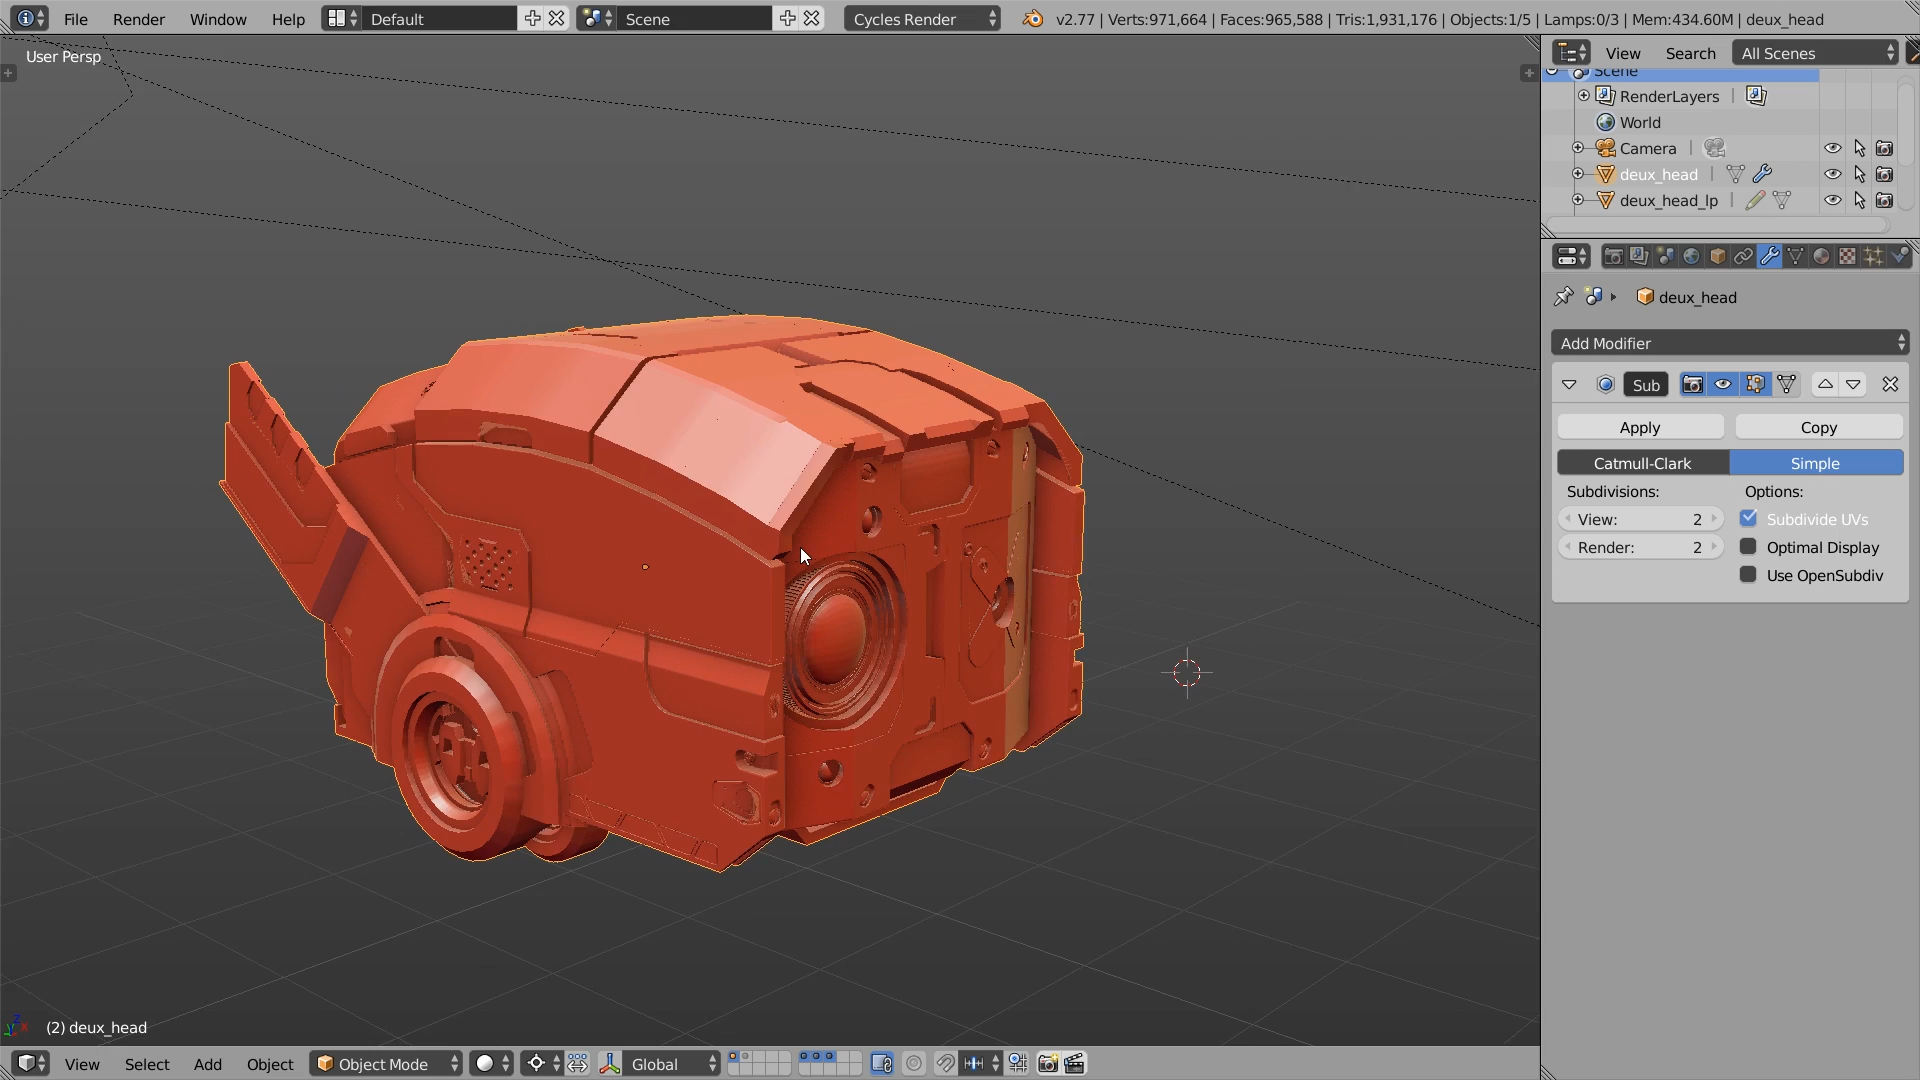 File Render Window Help Default Scene Cycles Render v2.77 | Verts:971,664 | Faces:965,588 | Tris:1,931,176 | Objects:1/5 | Lamps:0/3 | Mem:434.60M | deux_head
User Persp
View Search All Scenes
Scene
RenderLayers
World
Camera
deux_head
deux_head_lp
deux_head
Add Modifier
Sub
Apply Copy
Catmull-Clark Simple
Subdivisions: Options:
View: 2 Subdivide UVs
Render: 2 Optimal Display
Use OpenSubdiv
(2) deux_head
View Select Add Object Object Mode Global